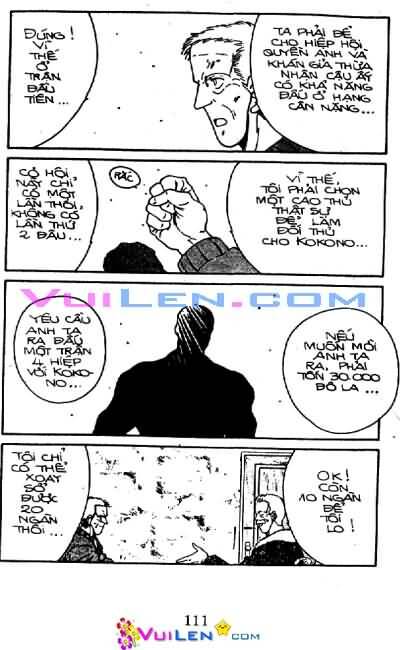 TA PHẢI ĐỂ
CHO HIỆP HỘI
QUYỀN ANH VÀ
KHÁN GIẢ THỪA
NHẬN CẬU ẤY
CÓ KHẢ NĂNG
ĐẤU Ở HẠNG
CÂN NẶNG...
ĐÚNG!
VÌ
THẾ
Ở
TRẬN
ĐẤU
TIÊN...
VÌ THẾ,
TÔI PHẢI CHỌN
MỘT CAO THỦ
THẬT SỰ
ĐỂ LÀM
ĐỐI THỦ
CHO KOKONO...
RẮC
CƠ HỘI
NÀY CHỈ
CÓ MỘT
LẦN THÔI,
KHÔNG CÓ
LẦN THỨ
2 ĐÂU...
VUILEN.COM
NẾU
MUỐN MỜI
ANH TA
RA, PHẢI
TỐN 30.000
ĐÔ LA...
YÊU CẦU
ANH TA
RA ĐẤU
MỘT TRẬN
4 HIỆP
VỚI KOKO-
NO...
OK!
CÒN
10 NGÀN
ĐỂ
TÔI
LO!
TÔI CHỈ
CÓ THỂ
XOAY
SỞ
ĐƯỢC
20
NGÀN
THÔI...
111
VUILEN.COM